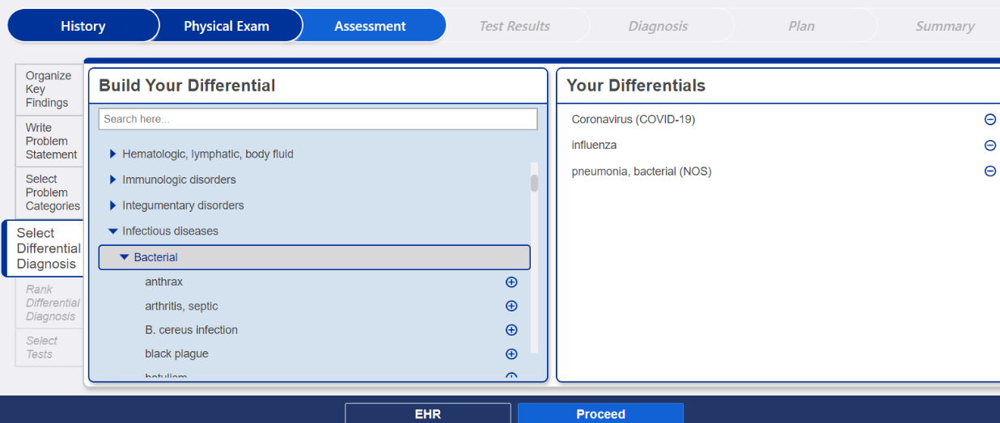 History
Physical Exam
Assessment
Test Results
Diagnosis
Plan
Summary
Organize
Key
Findings
Write
Problem
Statement
Select
Problem
Categories
Select
Differential
Diagnosis
Rank
Differential
Diagnosis
Select
Tests
Build Your Differential
Search here...
Hematologic, lymphatic, body fluid
Immunologic disorders
Integumentary disorders
Infectious diseases
Bacterial
anthrax
arthritis, septic
B. cereus infection
black plague
botulism
Your Differentials
Coronavirus (COVID-19)
influenza
pneumonia, bacterial (NOS)
EHR
Proceed